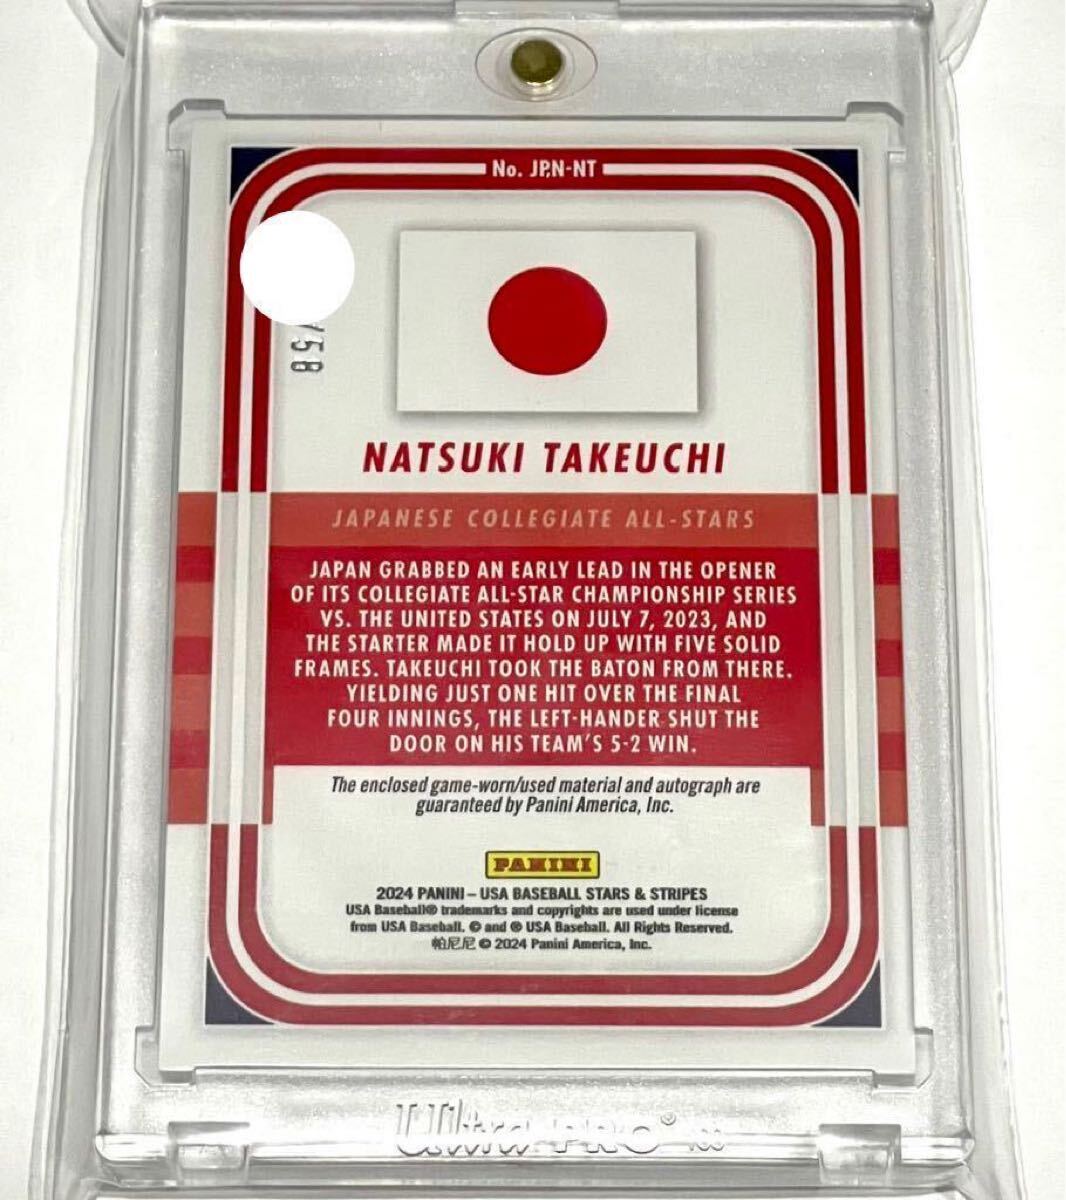 No. JPN-NT
/58
NATSUKI TAKEUCHI
JAPANESE COLLEGIATE ALL-STARS
JAPAN GRABBED AN EARLY LEAD IN THE OPENER
OF ITS COLLEGIATE ALL-STAR CHAMPIONSHIP SERIES
VS. THE UNITED STATES ON JULY 7, 2023, AND
THE STARTER MADE IT HOLD UP WITH FIVE SOLID
FRAMES. TAKEUCHI TOOK THE BATON FROM THERE.
YIELDING JUST ONE HIT OVER THE FINAL
FOUR INNINGS, THE LEFT-HANDER SHUT THE
DOOR ON HIS TEAM'S 5-2 WIN.
The enclosed game-worn/used material and autograph are
guaranteed by Panini America, Inc.
PANINI
2024 PANINI – USA BASEBALL STARS & STRIPES
USA Baseball® trademarks and copyrights are used under license
from USA Baseball. © and ® USA Baseball. All Rights Reserved.
帕尼尼 © 2024 Panini America, Inc.
Ultra·PRO®